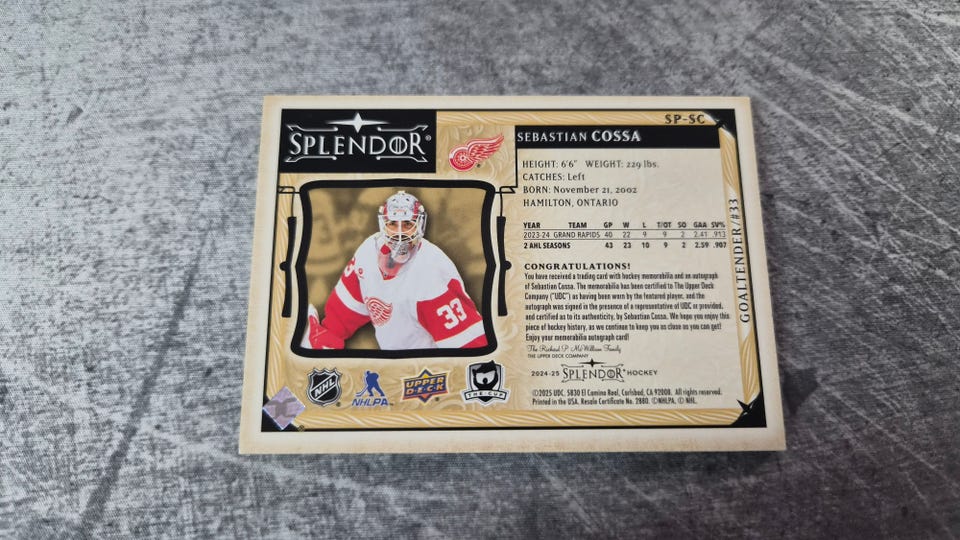 SPLENDOR®
SP-SC
SEBASTIAN COSSA
HEIGHT: 6'6" WEIGHT: 229 lbs.
CATCHES: Left
BORN: November 21, 2002
HAMILTON, ONTARIO
GOALTENDER/#33
YEAR TEAM GP W L T/OT SO GAA SV%
2023-24 GRAND RAPIDS 40 22 9 9 2 2.41 .913
2 AHL SEASONS 43 23 10 9 2 2.59 .907
CONGRATULATIONS!
You have received a trading card with hockey memorabilia and an autograph
of Sebastian Cossa. The memorabilia has been certified to The Upper Deck
Company ("UDC") as having been worn by the featured player, and the
autograph was signed in the presence of a representative of UDC or provided,
and certified as to its authenticity, by Sebastian Cossa. We hope you enjoy this
piece of hockey history, as we continue to keep you as close as you can get!
Enjoy your memorabilia autograph card!
The Richard P. McWilliam Family
THE UPPER DECK COMPANY
2024-25 SPLENDOR® HOCKEY
©2025 UDC. 5830 El Camino Real, Carlsbad, CA 92008. All rights reserved.
Printed in the USA. Resale Certificate No. 2880. ©NHLPA. © NHL.
33
33
NHL
NHLPA
UPPER
DECK
THE CUP